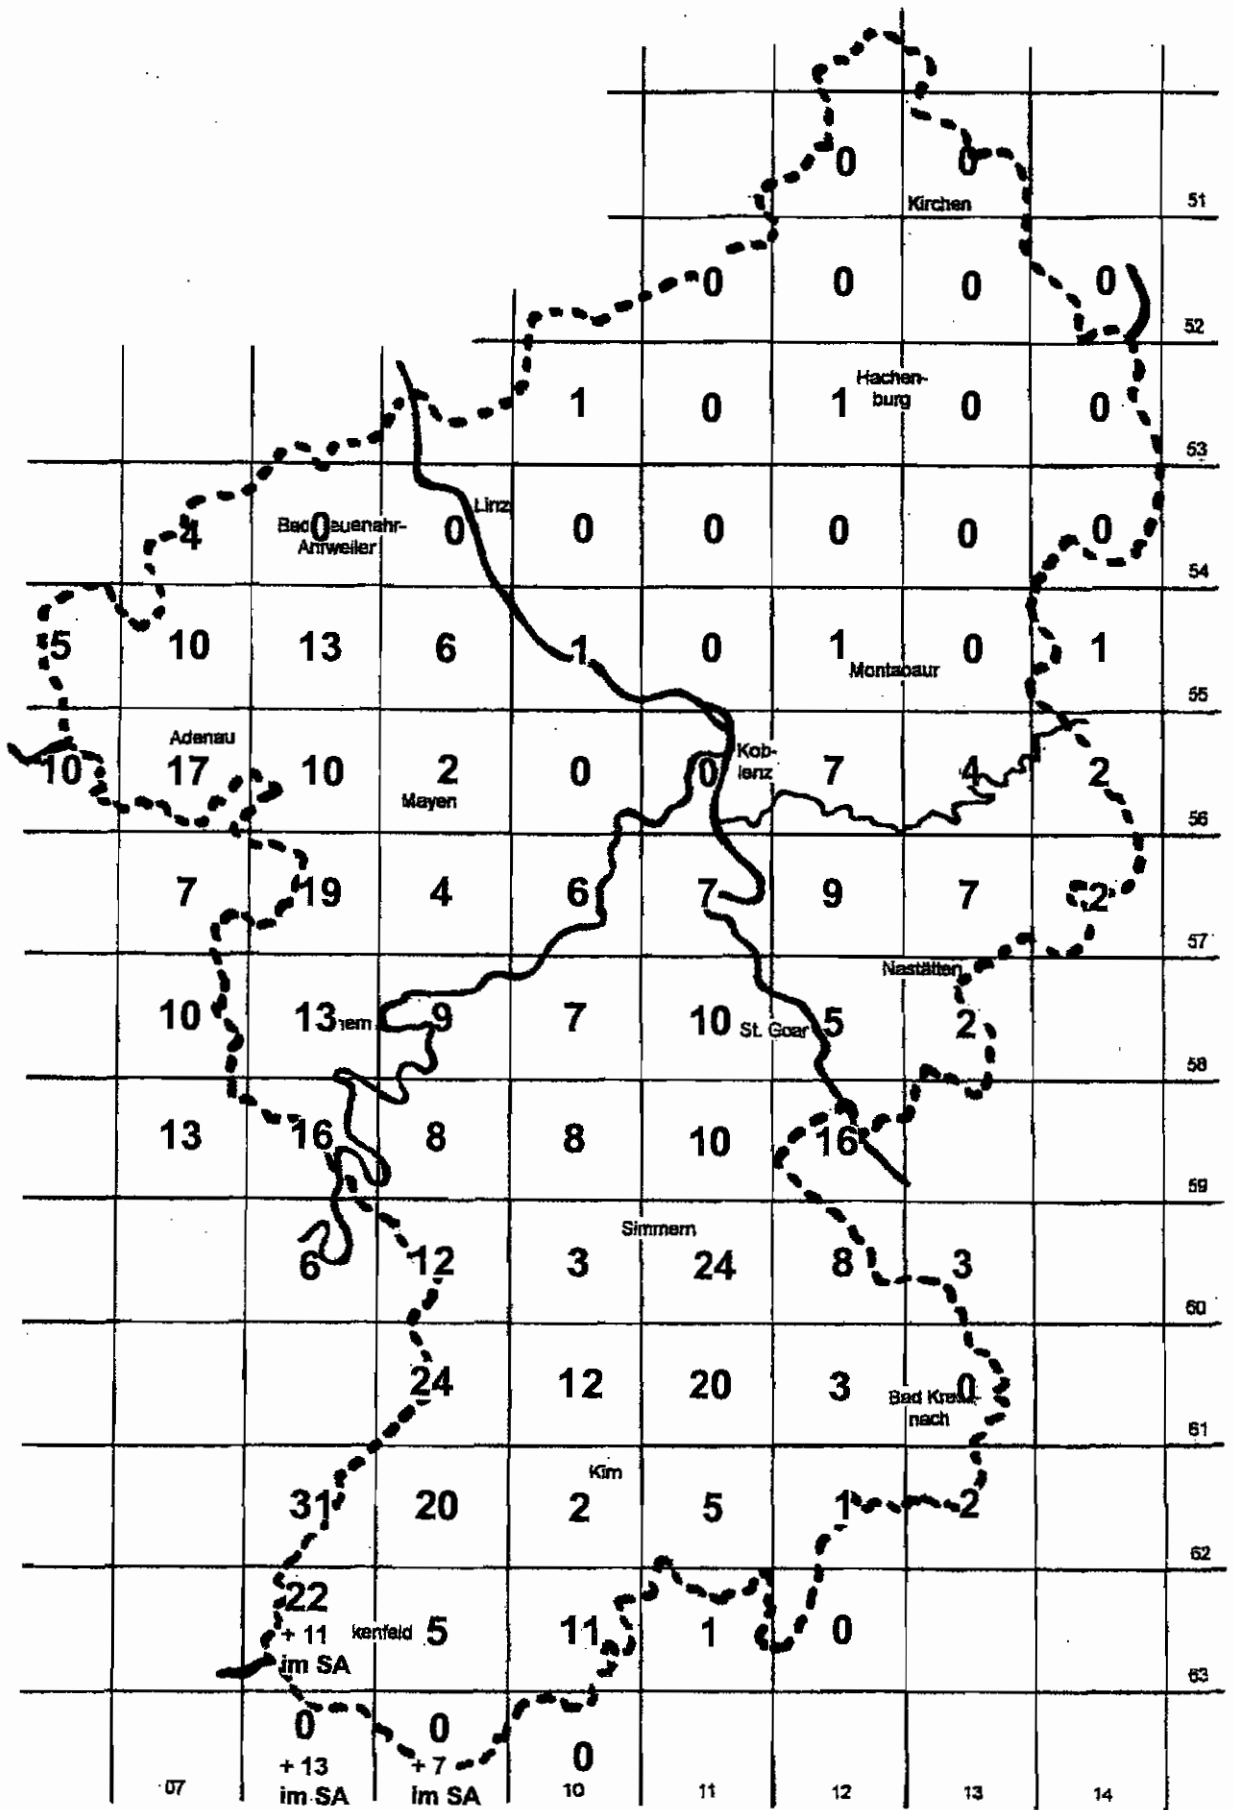 0 0
Kirchen 51
0 0 0 0
52
Hachen-
1 0 1 burg 0 0
53
Linz
4 0 0 0 0 0 0 0
54
5 10 13 6 1 0 1 0 1
Montabaur
55
Adenau Kob-
10 17 10 2 0 0 lenz 7 4 2
Mayen
56
7 19 4 6 7 9 7 2
57
Nastätten
10 13 9 7 10 St. Goar 5 2
58
13 16 8 8 10 16
59
Simmern
6 12 3 24 8 3
60
24 12 20 3 0
nach
61
Kirn
31 20 2 5 1 2
62
22
+ 11 kenfeld 5 11 1 0
im SA
63
0 0 0
+ 13 + 7
07 im SA im SA 10 11 12 13 14